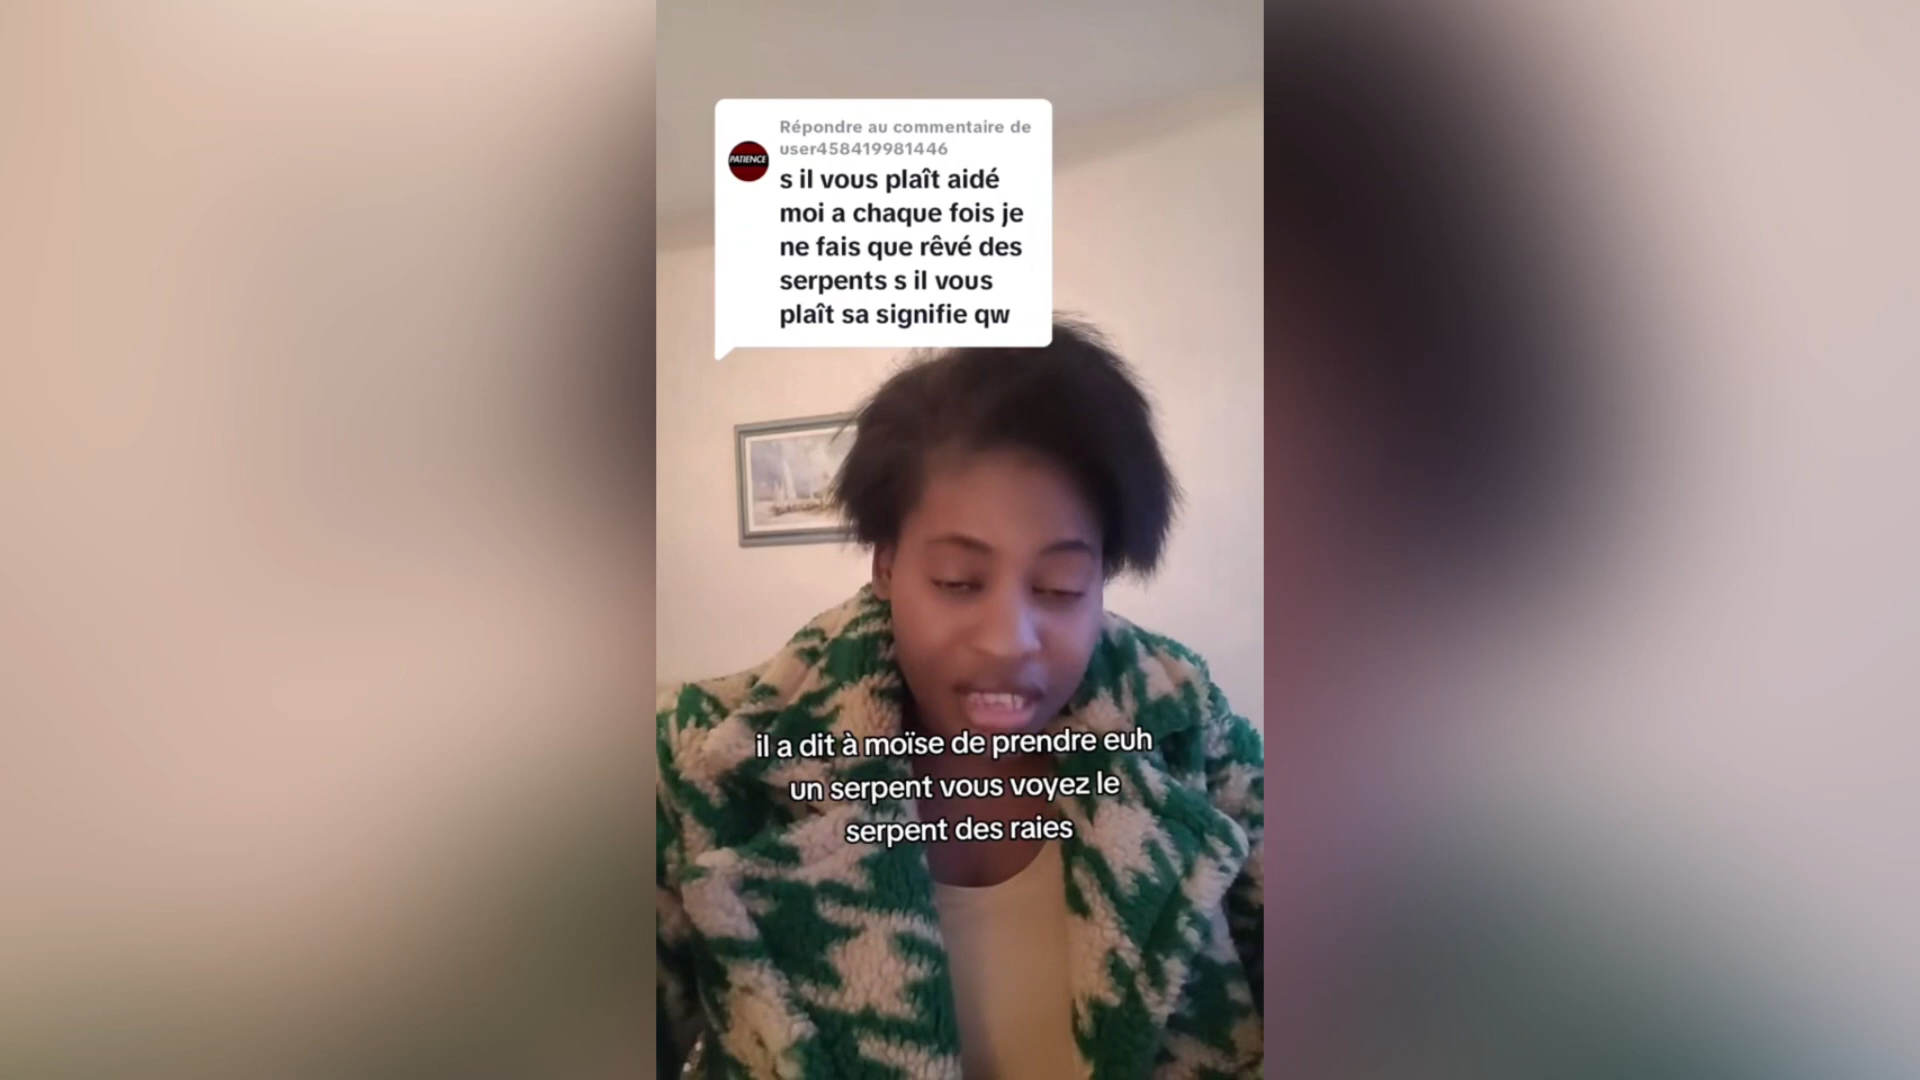 Répondre au commentaire de
user458419981446
PATIENCE
s il vous plaît aidé
moi a chaque fois je
ne fais que rêvé des
serpents s il vous
plaît sa signifie qw
il a dit à moïse de prendre euh
un serpent vous voyez le
serpent des raies